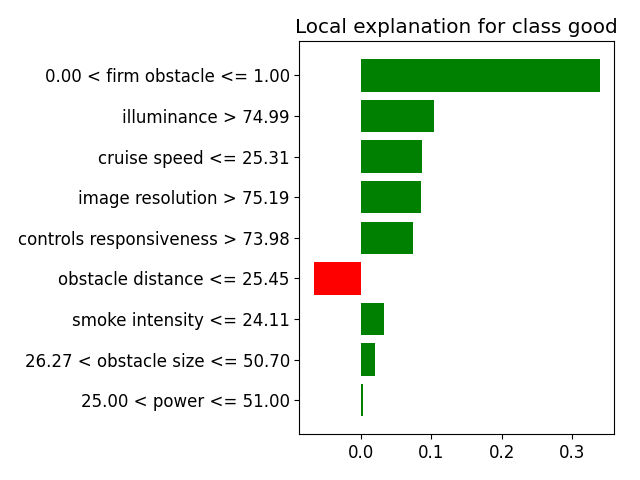 Local explanation for class good
0.00 < firm obstacle <= 1.00
illuminance > 74.99
cruise speed <= 25.31
image resolution > 75.19
controls responsiveness > 73.98
obstacle distance <= 25.45
smoke intensity <= 24.11
26.27 < obstacle size <= 50.70
25.00 < power <= 51.00
0.0 0.1 0.2 0.3